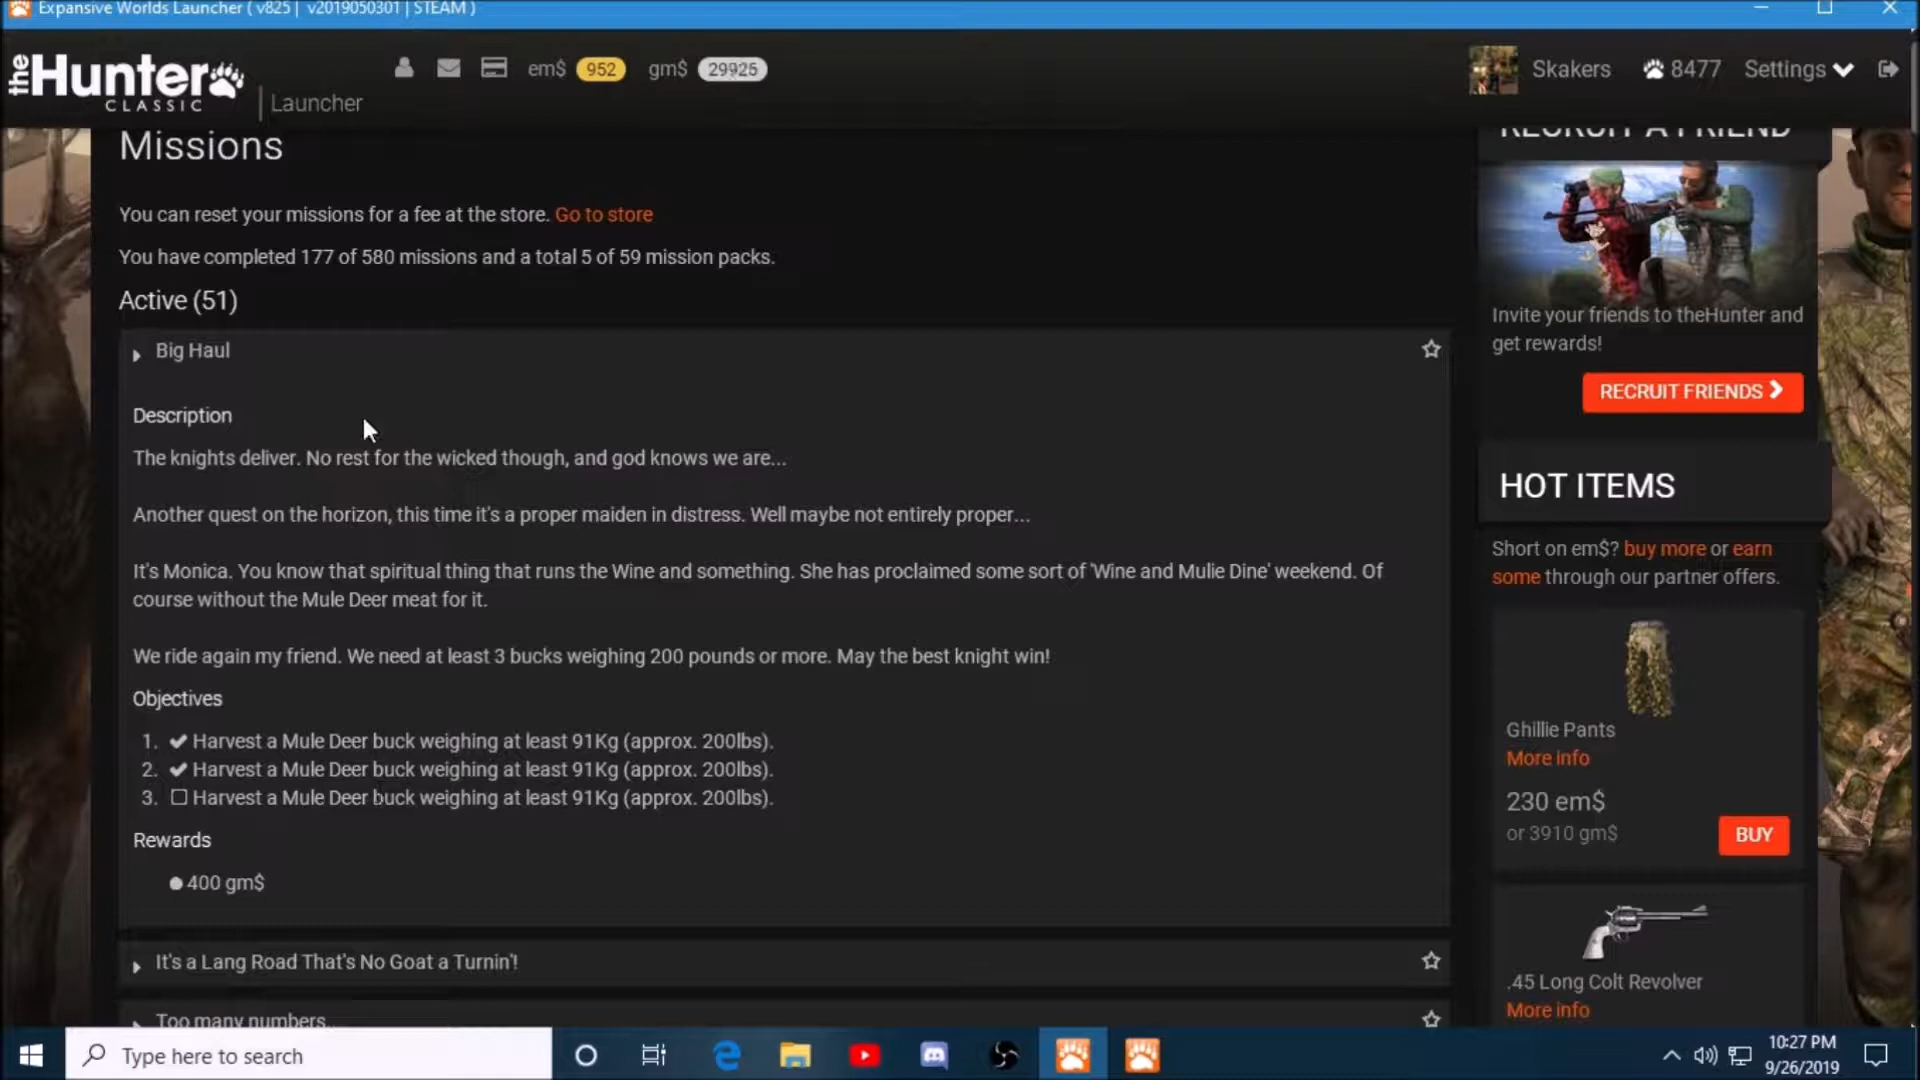 Expansive Worlds Launcher ( v825 | v2019050301 | STEAM )
theHunter
CLASSIC
Launcher
em$ 952 gm$ 29925
Skakers 8477 Settings
Missions
You can reset your missions for a fee at the store. Go to store
You have completed 177 of 580 missions and a total 5 of 59 mission packs.
Active (51)
Big Haul
Description
The knights deliver. No rest for the wicked though, and god knows we are...
Another quest on the horizon, this time it's a proper maiden in distress. Well maybe not entirely proper...
It's Monica. You know that spiritual thing that runs the Wine and something. She has proclaimed some sort of 'Wine and Mulie Dine' weekend. Of
course without the Mule Deer meat for it.
We ride again my friend. We need at least 3 bucks weighing 200 pounds or more. May the best knight win!
Objectives
1. Harvest a Mule Deer buck weighing at least 91Kg (approx. 200lbs).
2. Harvest a Mule Deer buck weighing at least 91Kg (approx. 200lbs).
3. Harvest a Mule Deer buck weighing at least 91Kg (approx. 200lbs).
Rewards
400 gm$
It's a Lang Road That's No Goat a Turnin'!
Too many numbers..
RECRUIT A FRIEND
Invite your friends to theHunter and
get rewards!
RECRUIT FRIENDS
HOT ITEMS
Short on em$? buy more or earn
some through our partner offers.
Ghillie Pants
More info
230 em$
or 3910 gm$
BUY
.45 Long Colt Revolver
More info
Type here to search
10:27 PM
9/26/2019